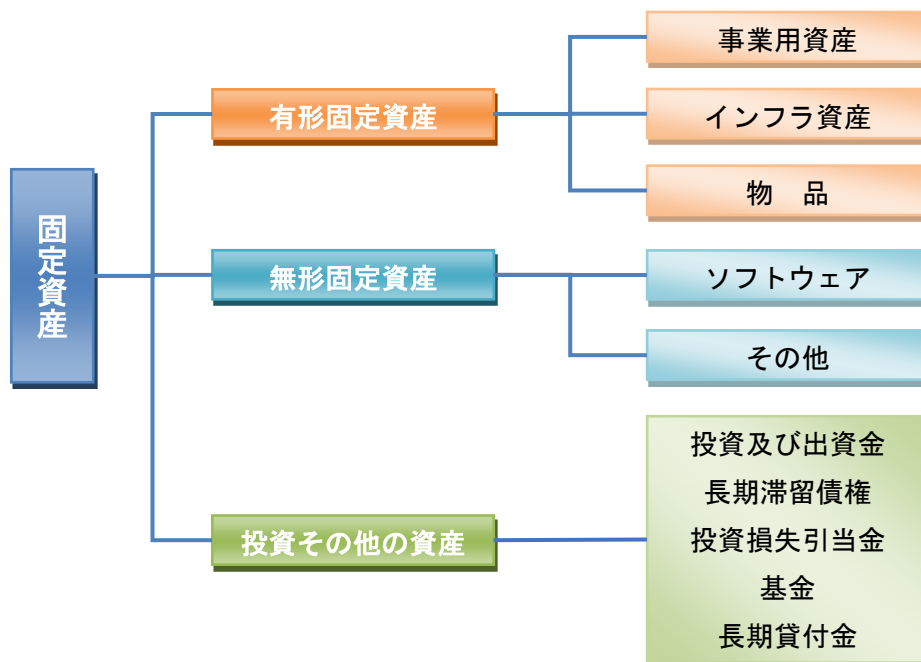 固定資産
有形固定資産
事業用資産
インフラ資産
物　品
無形固定資産
ソフトウェア
その他
投資その他の資産
投資及び出資金
長期滞留債権
投資損失引当金
基金
長期貸付金